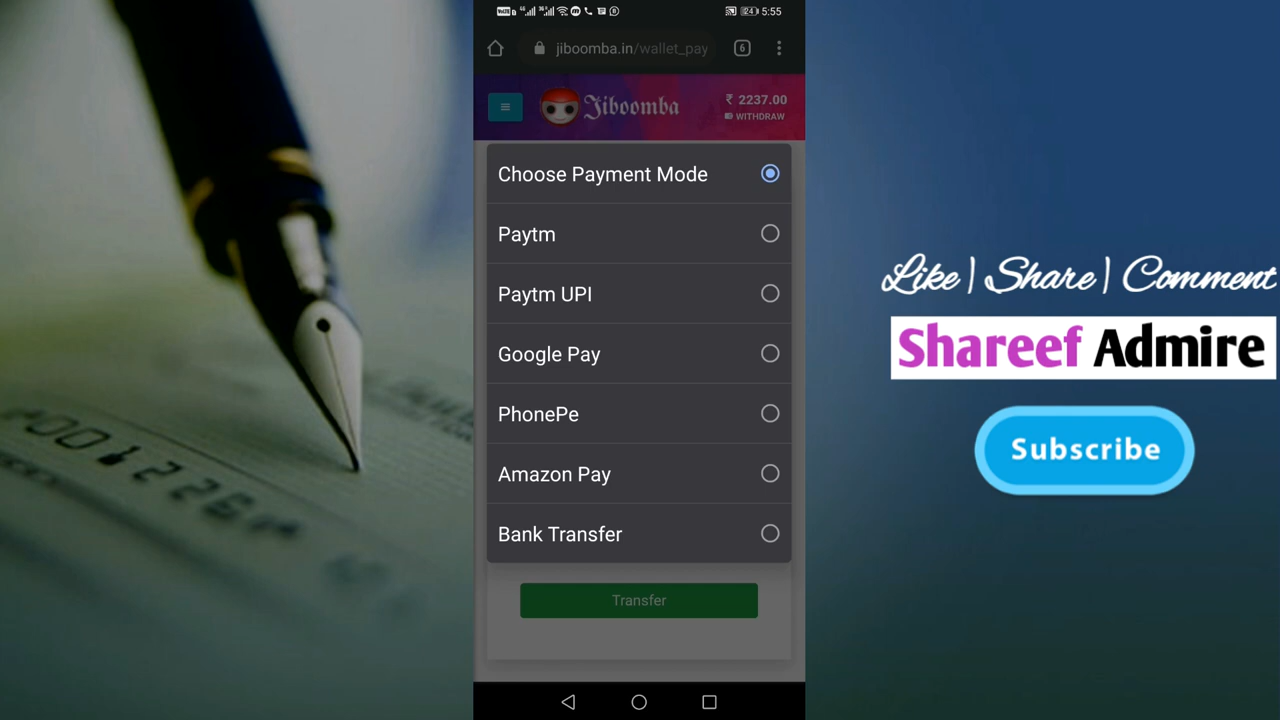 5:55
jiboomba.in/wallet_pay
6
Jiboomba
₹ 2237.00
WITHDRAW
Choose Payment Mode
Paytm
Paytm UPI
Google Pay
PhonePe
Amazon Pay
Bank Transfer
Transfer
Like | Share | Comment
Shareef Admire
Subscribe